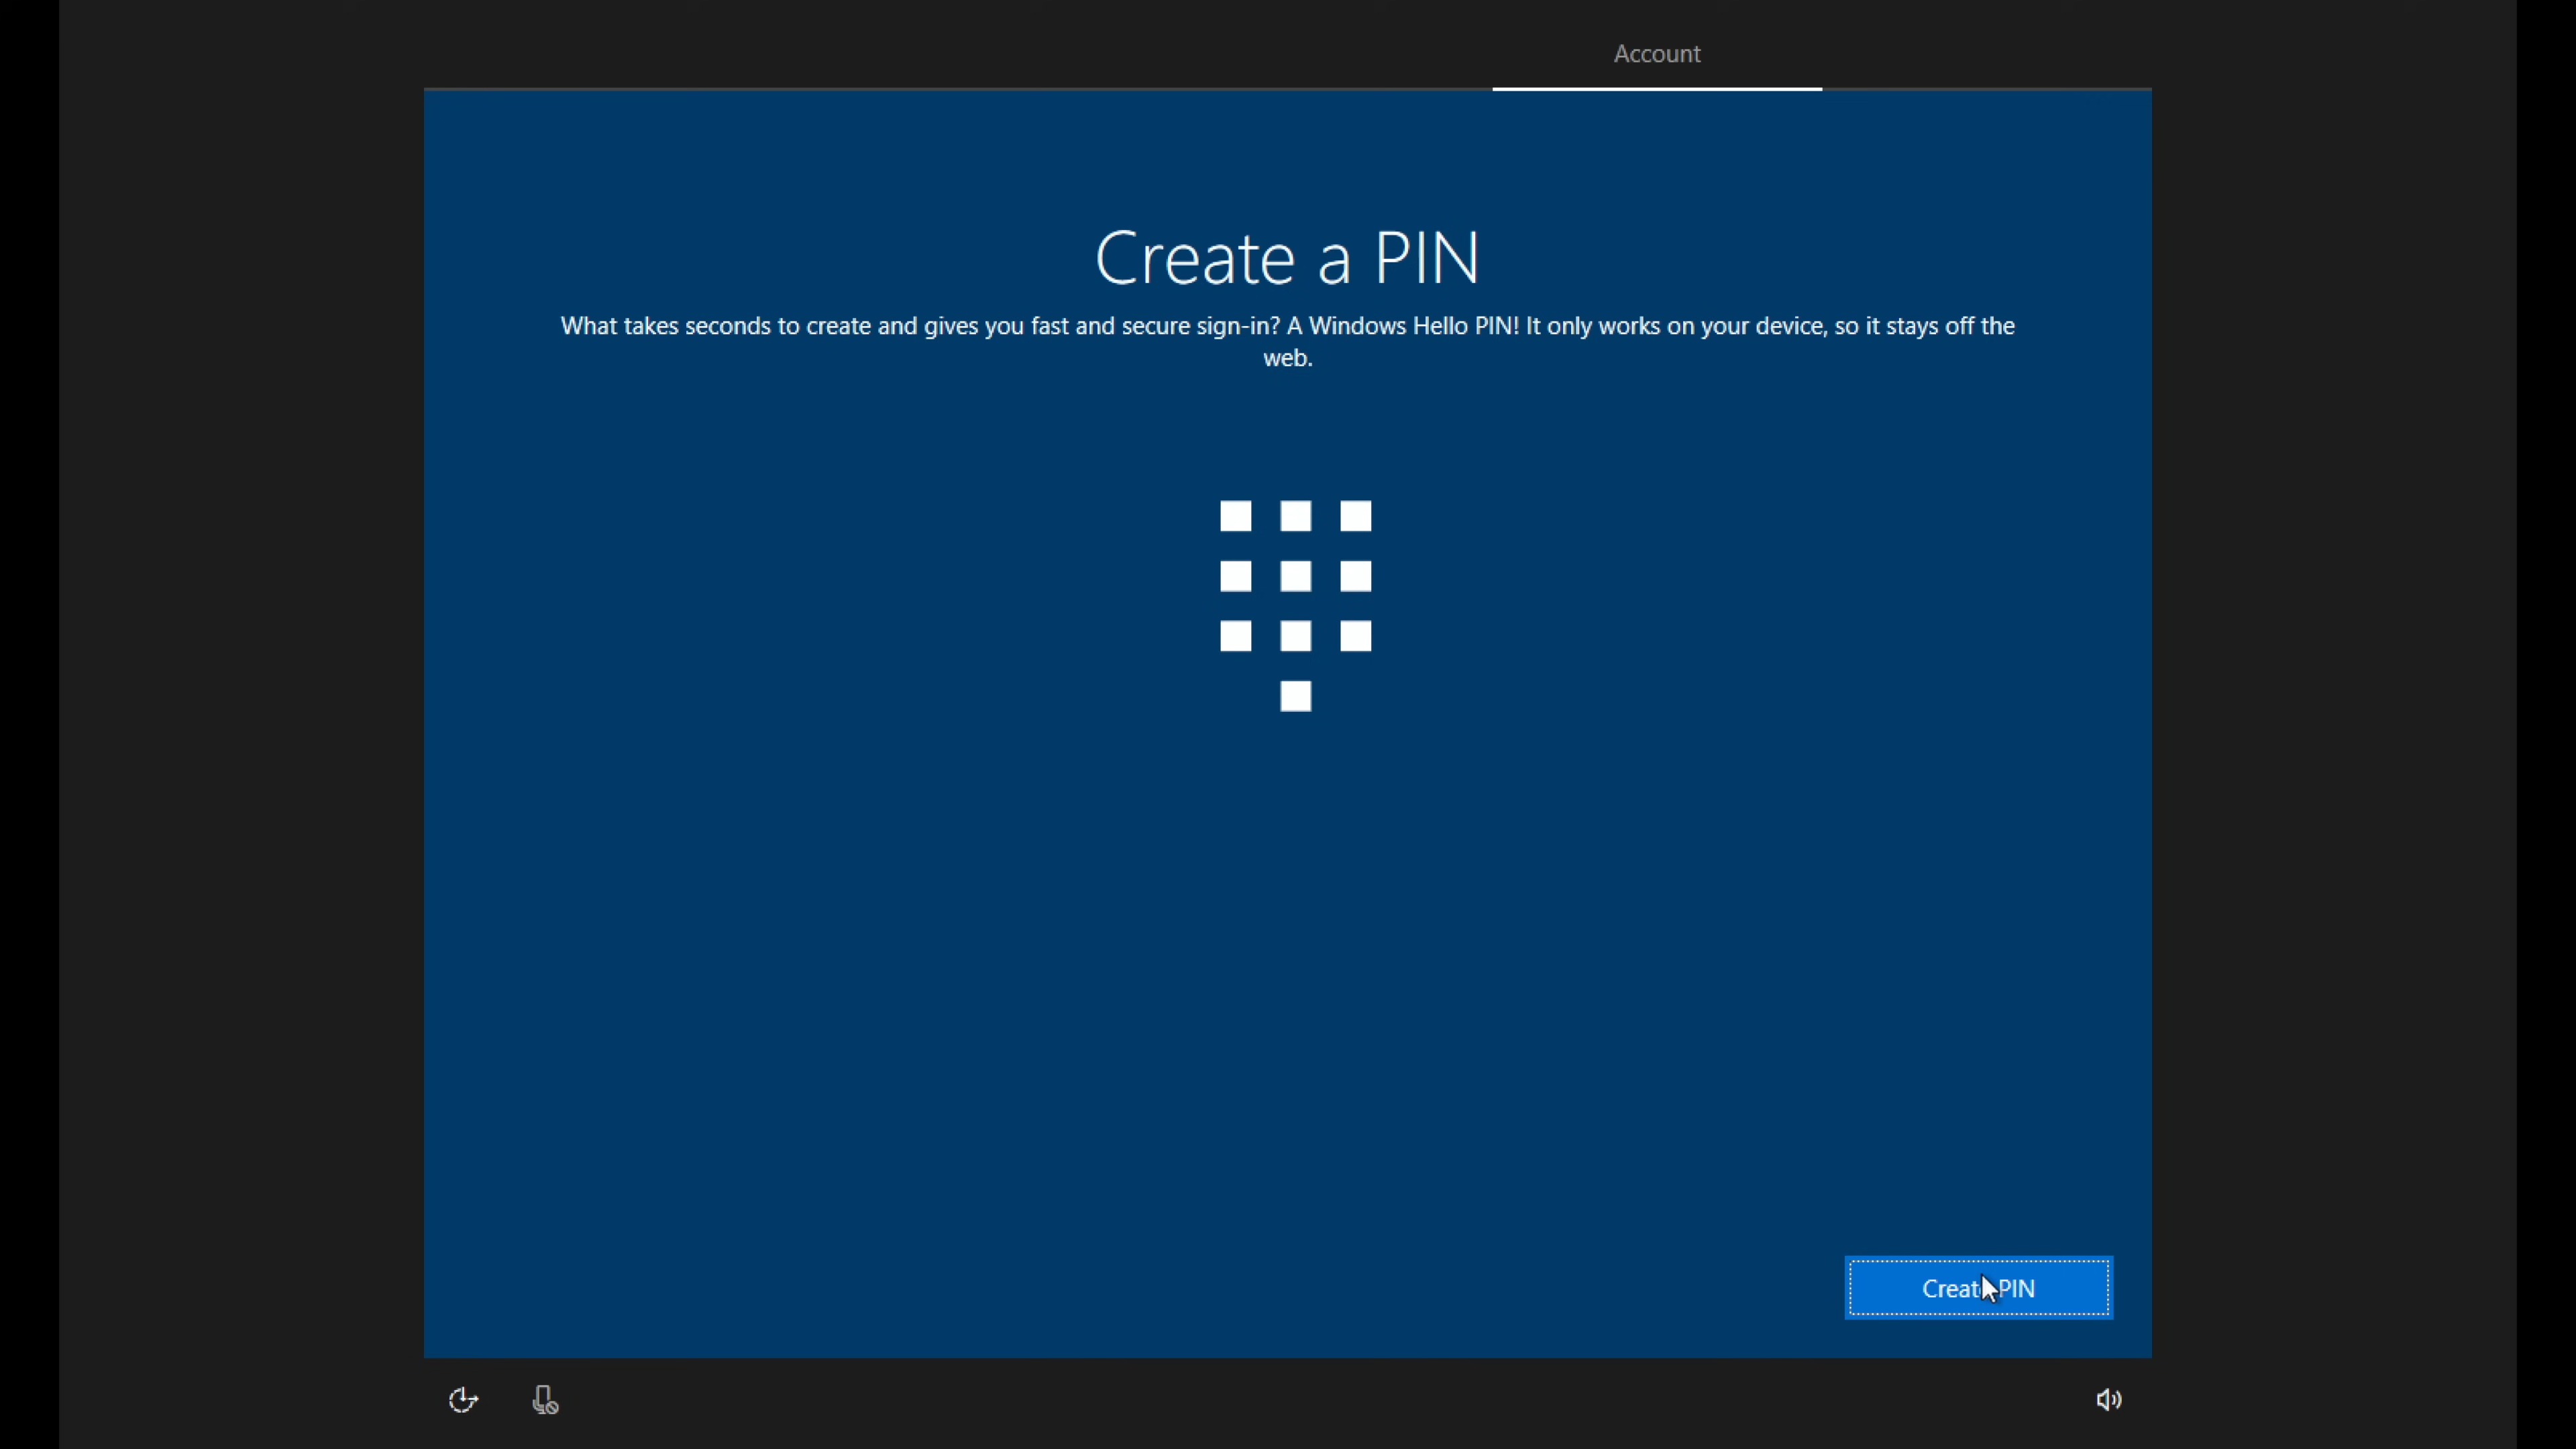 Account
Create a PIN
What takes seconds to create and gives you fast and secure sign-in? A Windows Hello PIN! It only works on your device, so it stays off the
web.
Create PIN